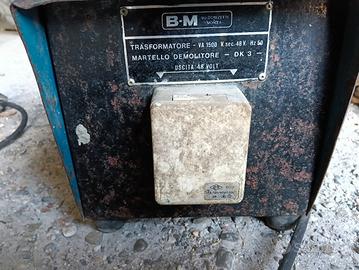 B-M
TRASFORMATORE - VA 1500 V sec. 48 V. Hz 50
MARTELLO DEMOLITORE - DK 3 -
USCITA 48 VOLT